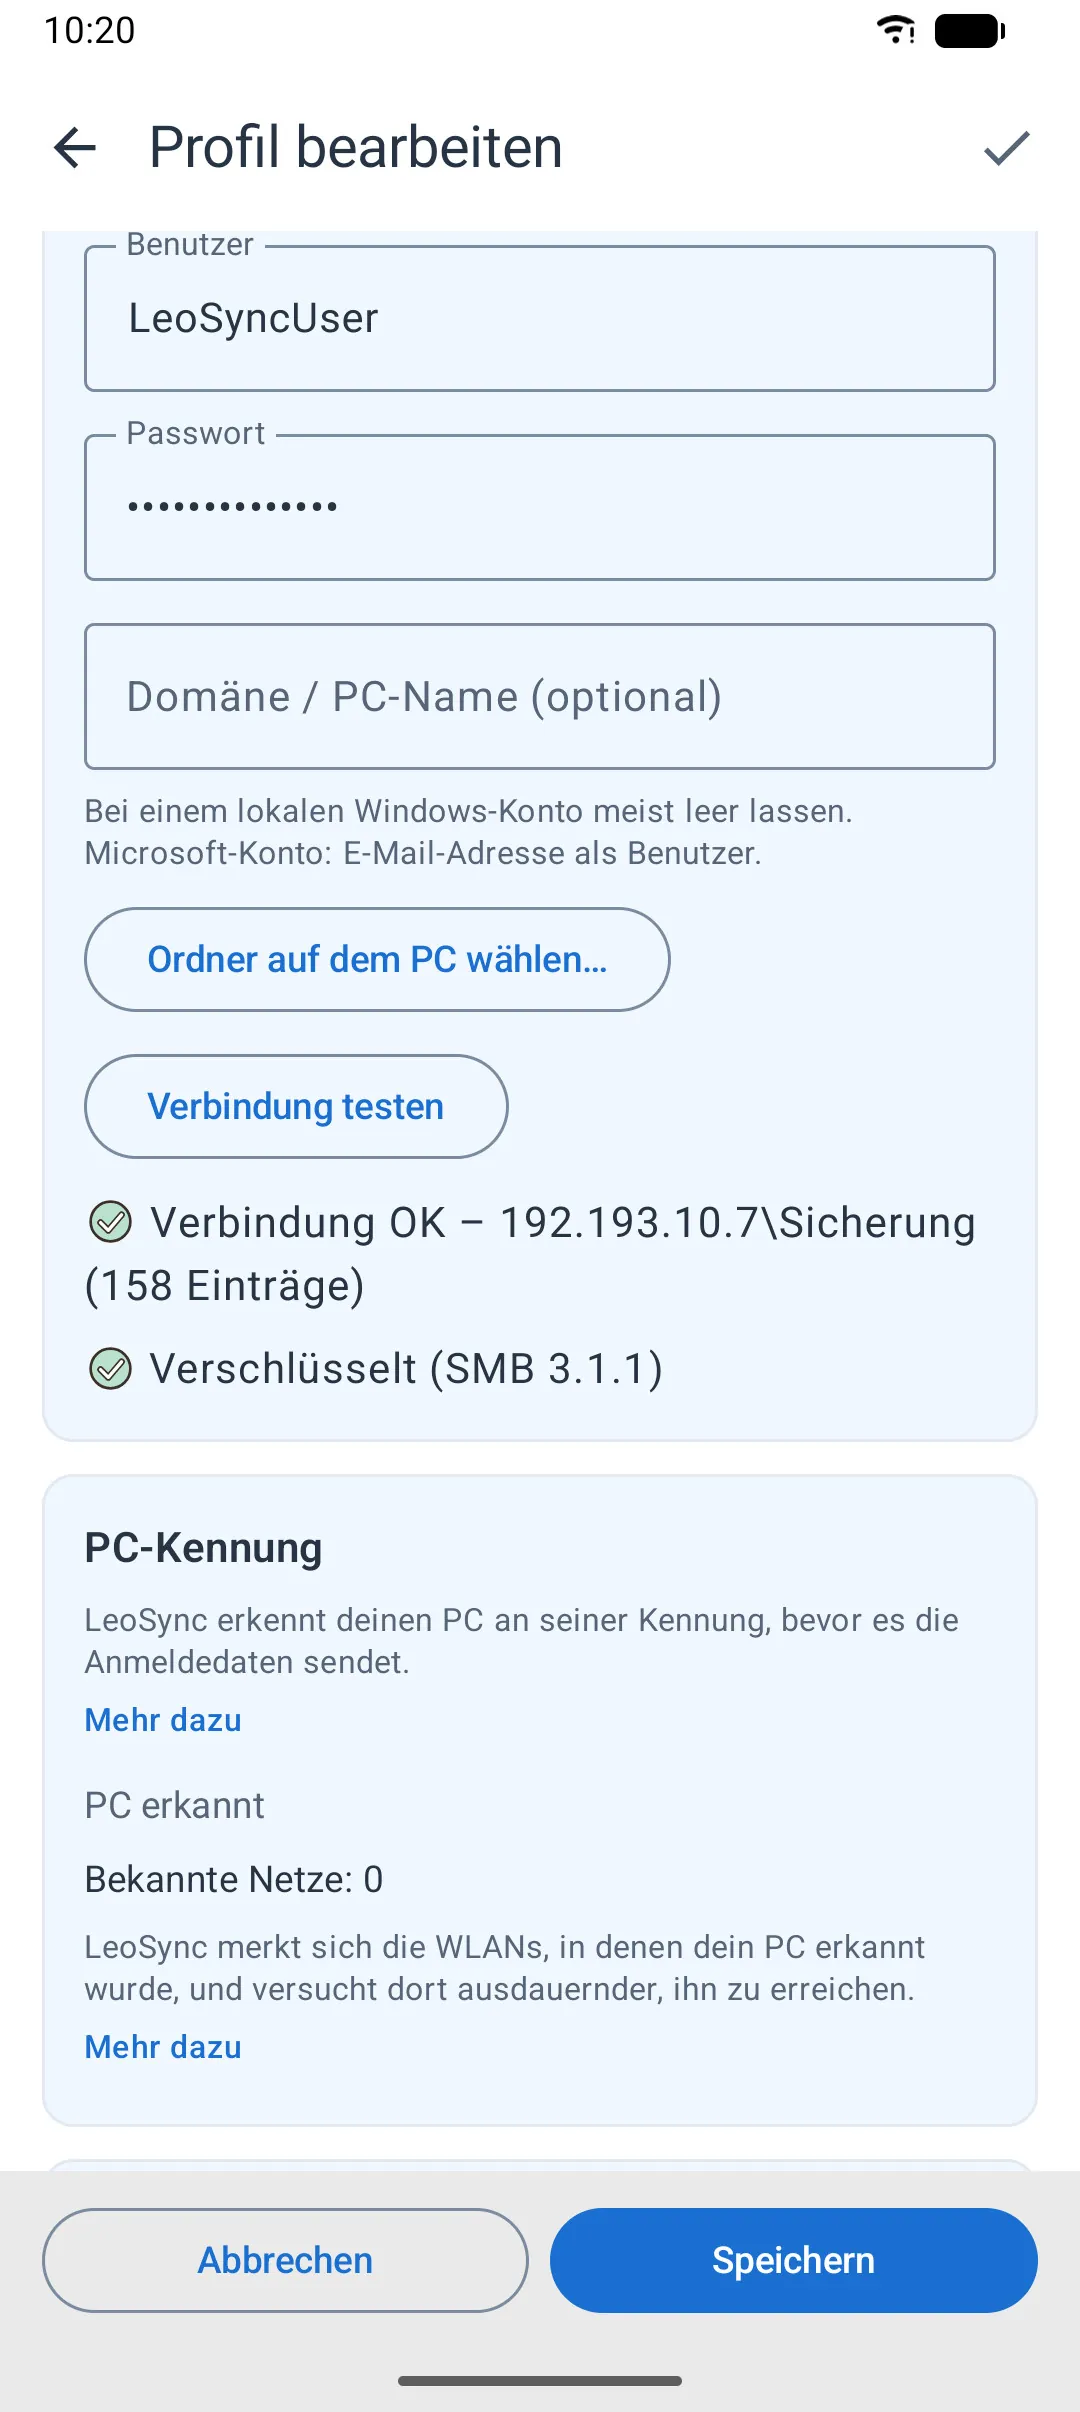 10:20
Profil bearbeiten
Benutzer
LeoSyncUser
Passwort
••••••••••••••
Domäne / PC-Name (optional)
Bei einem lokalen Windows-Konto meist leer lassen.
Microsoft-Konto: E-Mail-Adresse als Benutzer.
Ordner auf dem PC wählen…
Verbindung testen
Verbindung OK – 192.193.10.7\Sicherung
(158 Einträge)
Verschlüsselt (SMB 3.1.1)
PC-Kennung
LeoSync erkennt deinen PC an seiner Kennung, bevor es die
Anmeldedaten sendet.
Mehr dazu
PC erkannt
Bekannte Netze: 0
LeoSync merkt sich die WLANs, in denen dein PC erkannt
wurde, und versucht dort ausdauernder, ihn zu erreichen.
Mehr dazu
Abbrechen
Speichern